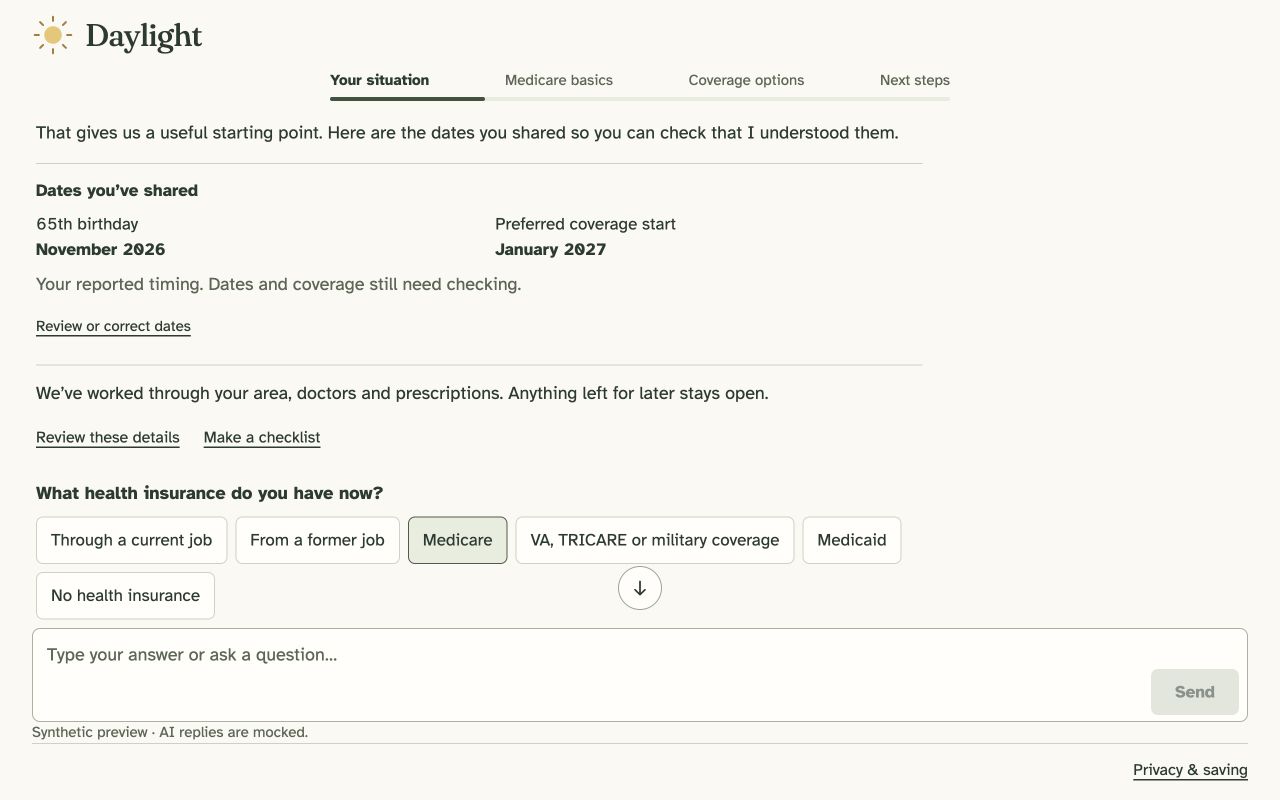 Daylight
Your situation
Medicare basics
Coverage options
Next steps
That gives us a useful starting point. Here are the dates you shared so you can check that I understood them.
Dates you’ve shared
65th birthday
Preferred coverage start
November 2026
January 2027
Your reported timing. Dates and coverage still need checking.
Review or correct dates
We’ve worked through your area, doctors and prescriptions. Anything left for later stays open.
Review these details
Make a checklist
What health insurance do you have now?
Through a current job
From a former job
Medicare
VA, TRICARE or military coverage
Medicaid
No health insurance
Type your answer or ask a question...
Send
Synthetic preview · AI replies are mocked.
Privacy & saving